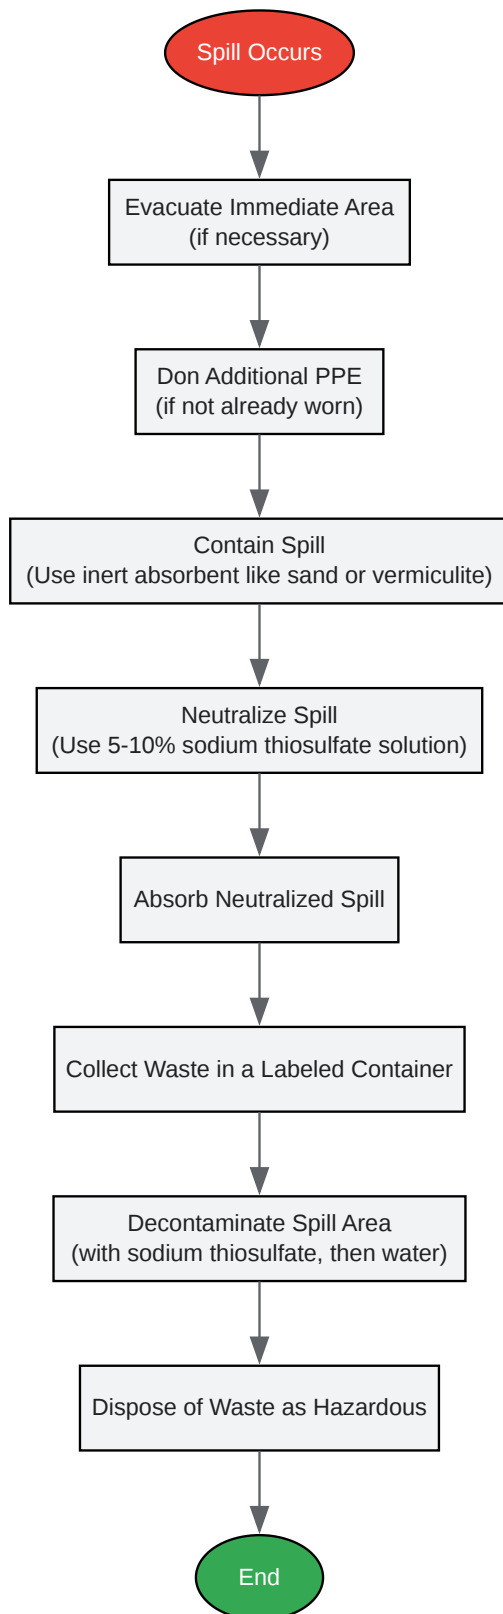 Spill Occurs
Evacuate Immediate Area
(if necessary)
Don Additional PPE
(if not already worn)
Contain Spill
(Use inert absorbent like sand or vermiculite)
Neutralize Spill
(Use 5-10% sodium thiosulfate solution)
Absorb Neutralized Spill
Collect Waste in a Labeled Container
Decontaminate Spill Area
(with sodium thiosulfate, then water)
Dispose of Waste as Hazardous
End